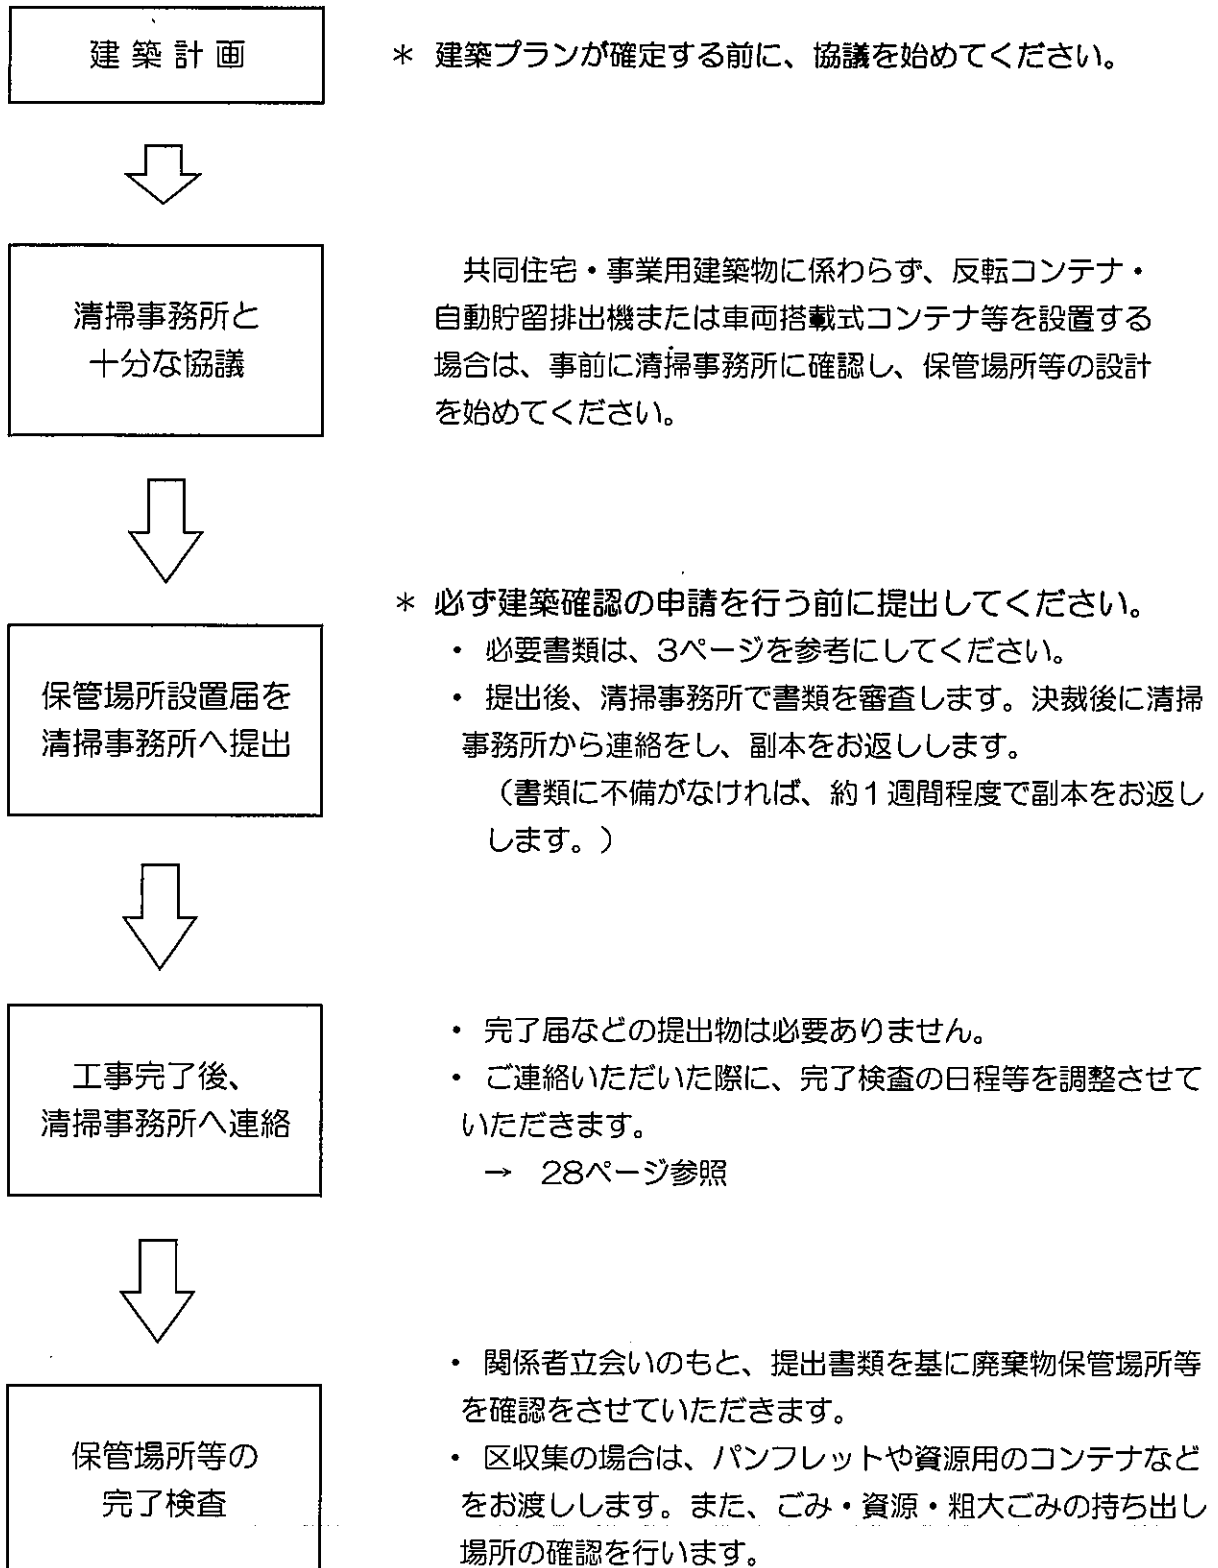 建築計画
＊ 建築プランが確定する前に、協議を始めてください。
清掃事務所と
十分な協議
共同住宅・事業用建築物に係わらず、反転コンテナ・
自動貯留排出機または車両搭載式コンテナ等を設置する
場合は、事前に清掃事務所に確認し、保管場所等の設計
を始めてください。
保管場所設置届を
清掃事務所へ提出
＊ 必ず建築確認の申請を行う前に提出してください。
・ 必要書類は、3ページを参考にしてください。
・ 提出後、清掃事務所で書類を審査します。決裁後に清掃
事務所から連絡をし、副本をお返しします。
（書類に不備がなければ、約１週間程度で副本をお返し
します。）
工事完了後、
清掃事務所へ連絡
・ 完了届などの提出物は必要ありません。
・ ご連絡いただいた際に、完了検査の日程等を調整させて
いただきます。
→ 28ページ参照
保管場所等の
完了検査
・ 関係者立会いのもと、提出書類を基に廃棄物保管場所等
を確認をさせていただきます。
・ 区収集の場合は、パンフレットや資源用のコンテナなど
をお渡しします。また、ごみ・資源・粗大ごみの持ち出し
場所の確認を行います。